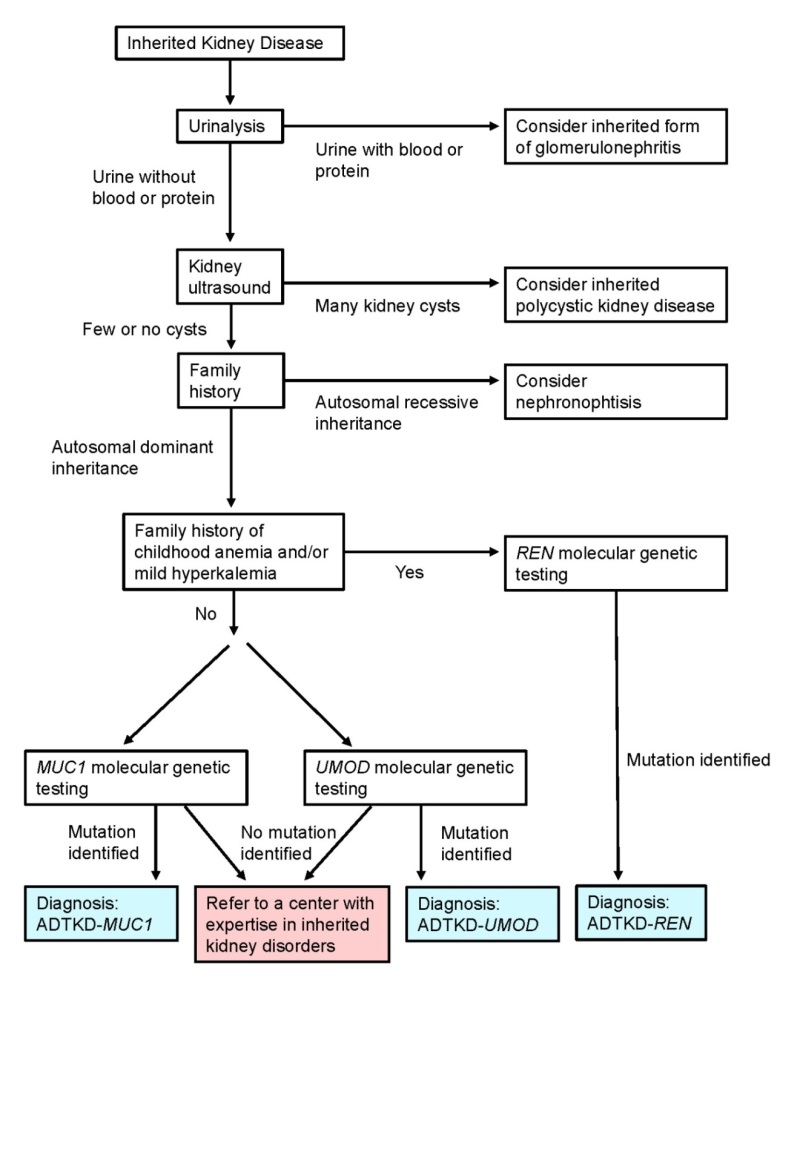 Inherited Kidney Disease
Urinalysis
Consider inherited form
of glomerulonephritis
Urine with blood or
protein
Urine without
blood or protein
Kidney
ultrasound
Consider inherited
polycystic kidney disease
Many kidney cysts
Few or no cysts
Family
history
Consider
nephronophtisis
Autosomal recessive
inheritance
Autosomal dominant
inheritance
Family history of
childhood anemia and/or
mild hyperkalemia
REN molecular genetic
testing
Yes
No
MUC1 molecular genetic
testing
UMOD molecular genetic
testing
Mutation identified
Mutation
identified
No mutation
identified
Mutation
identified
Diagnosis:
ADTKD-MUC1
Refer to a center with
expertise in inherited
kidney disorders
Diagnosis:
ADTKD-UMOD
Diagnosis:
ADTKD-REN